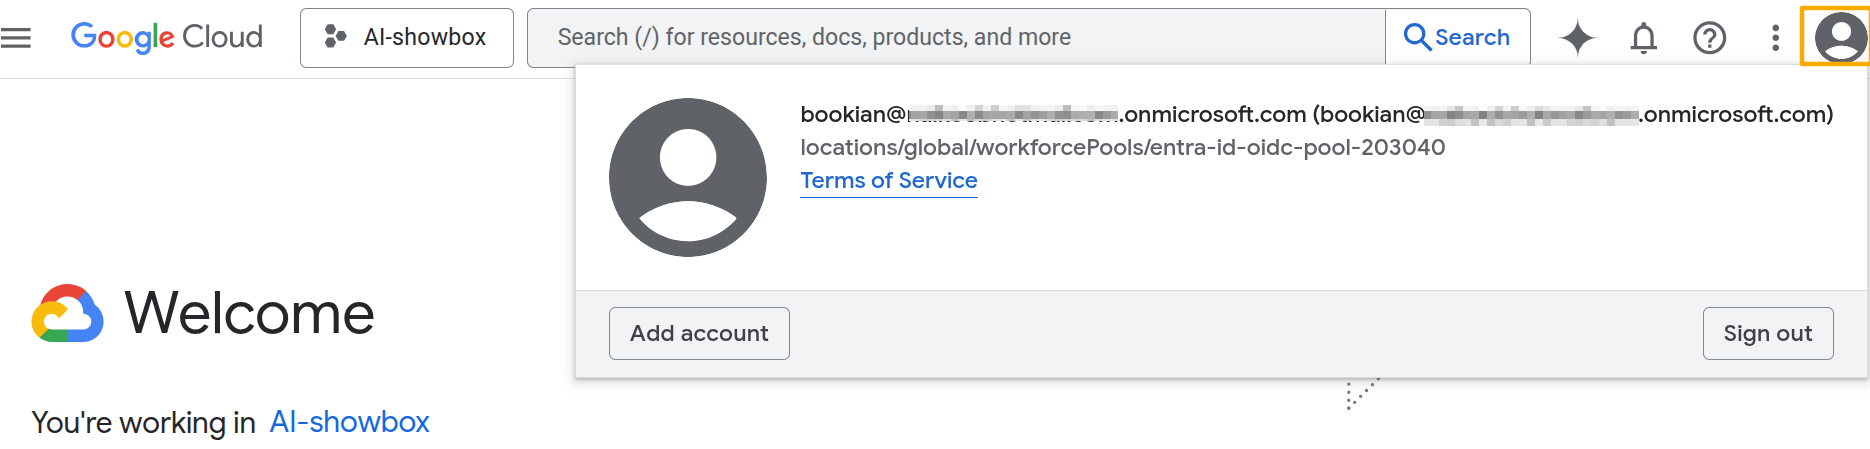 Google Cloud
AI-showbox
Search (/) for resources, docs, products, and more
Search
bookian@ .onmicrosoft.com (bookian@ .onmicrosoft.com)
locations/global/workforcePools/entra-id-oidc-pool-203040
Terms of Service
Add account
Sign out
Welcome
You're working in AI-showbox